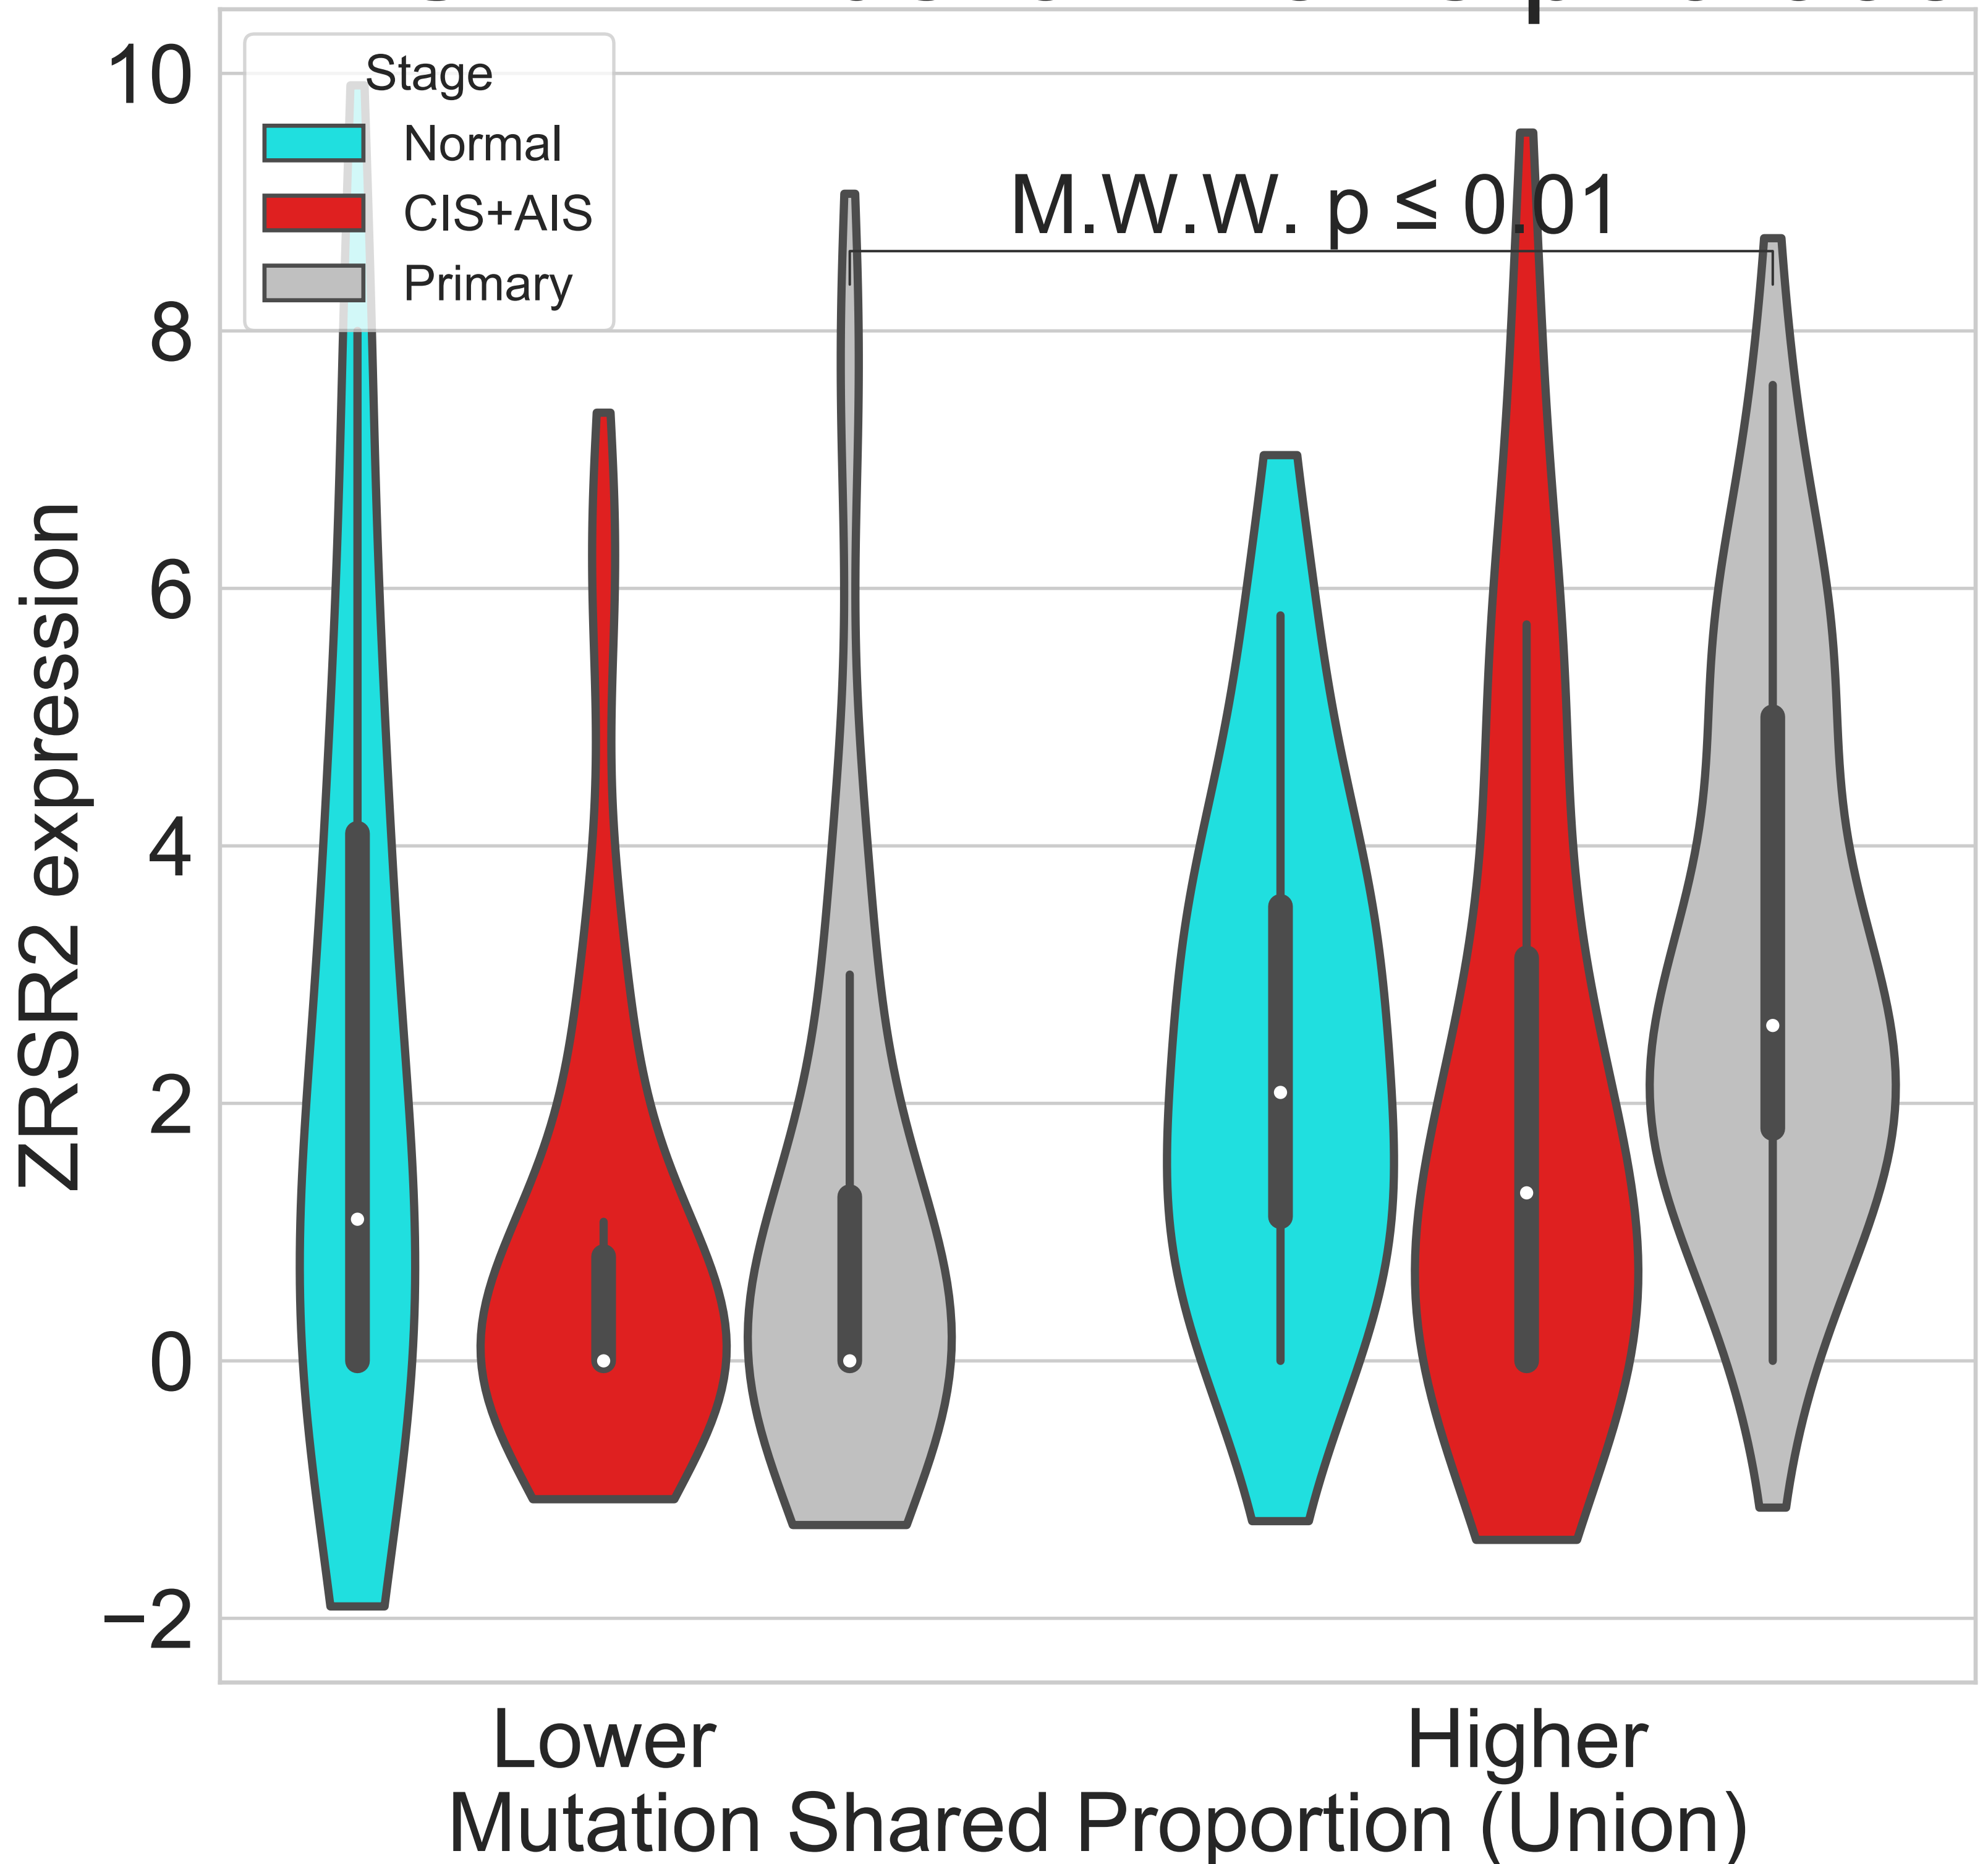 Stage
Normal
CIS+AIS
Primary
M.W.W. p ≤ 0.01
10
8
6
4
2
0
−2
ZRSR2 expression
Lower
Higher
Mutation Shared Proportion (Union)